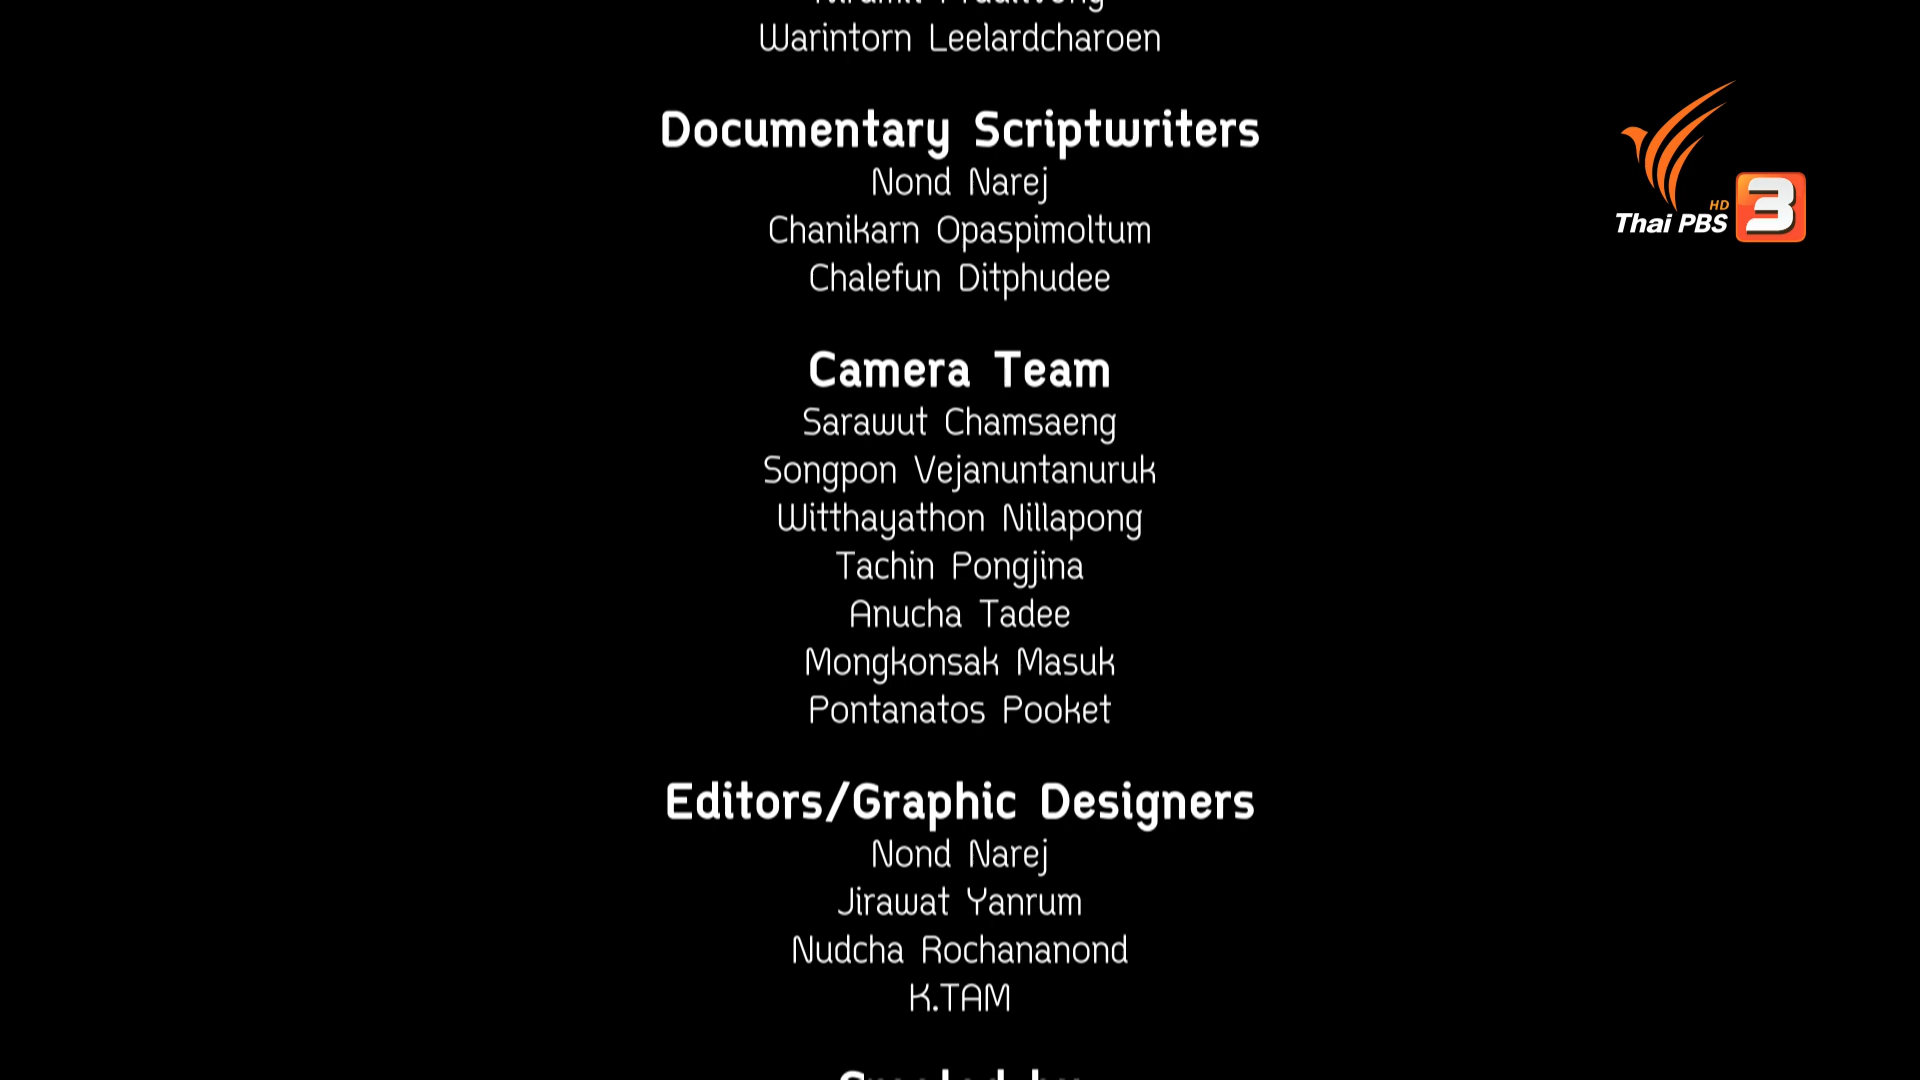 Warintorn Leelardcharoen
Documentary Scriptwriters
Nond Narej
Chanikarn Opaspimoltum
Chalefun Ditphudee
Camera Team
Sarawut Chamsaeng
Songpon Vejanuntanuruk
Witthayathon Nillapong
Tachin Pongjina
Anucha Tadee
Mongkonsak Masuk
Pontanatos Pooket
Editors/Graphic Designers
Nond Narej
Jirawat Yanrum
Nudcha Rochananond
K.TAM
Created by
HD
Thai PBS 3